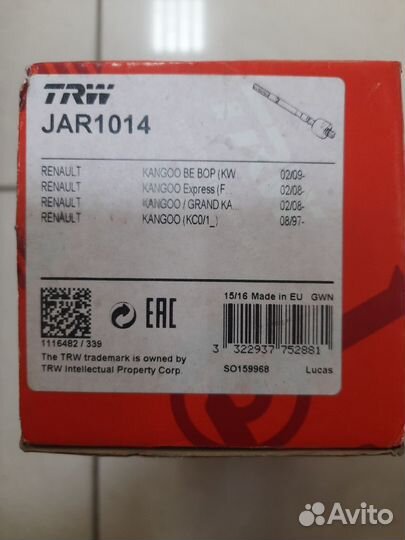 TRW
JAR1014
RENAULT KANGOO BE BOP (KW... 02/09-
RENAULT KANGOO Express (F... 02/08-
RENAULT KANGOO / GRAND KA... 02/08-
RENAULT KANGOO (KC0/1_) 08/97-
15/16 Made in EU GWN
EAC
1116482 / 339
3 322937 752881
The TRW trademark is owned by
TRW Intellectual Property Corp.
SO159968 Lucas
Avito